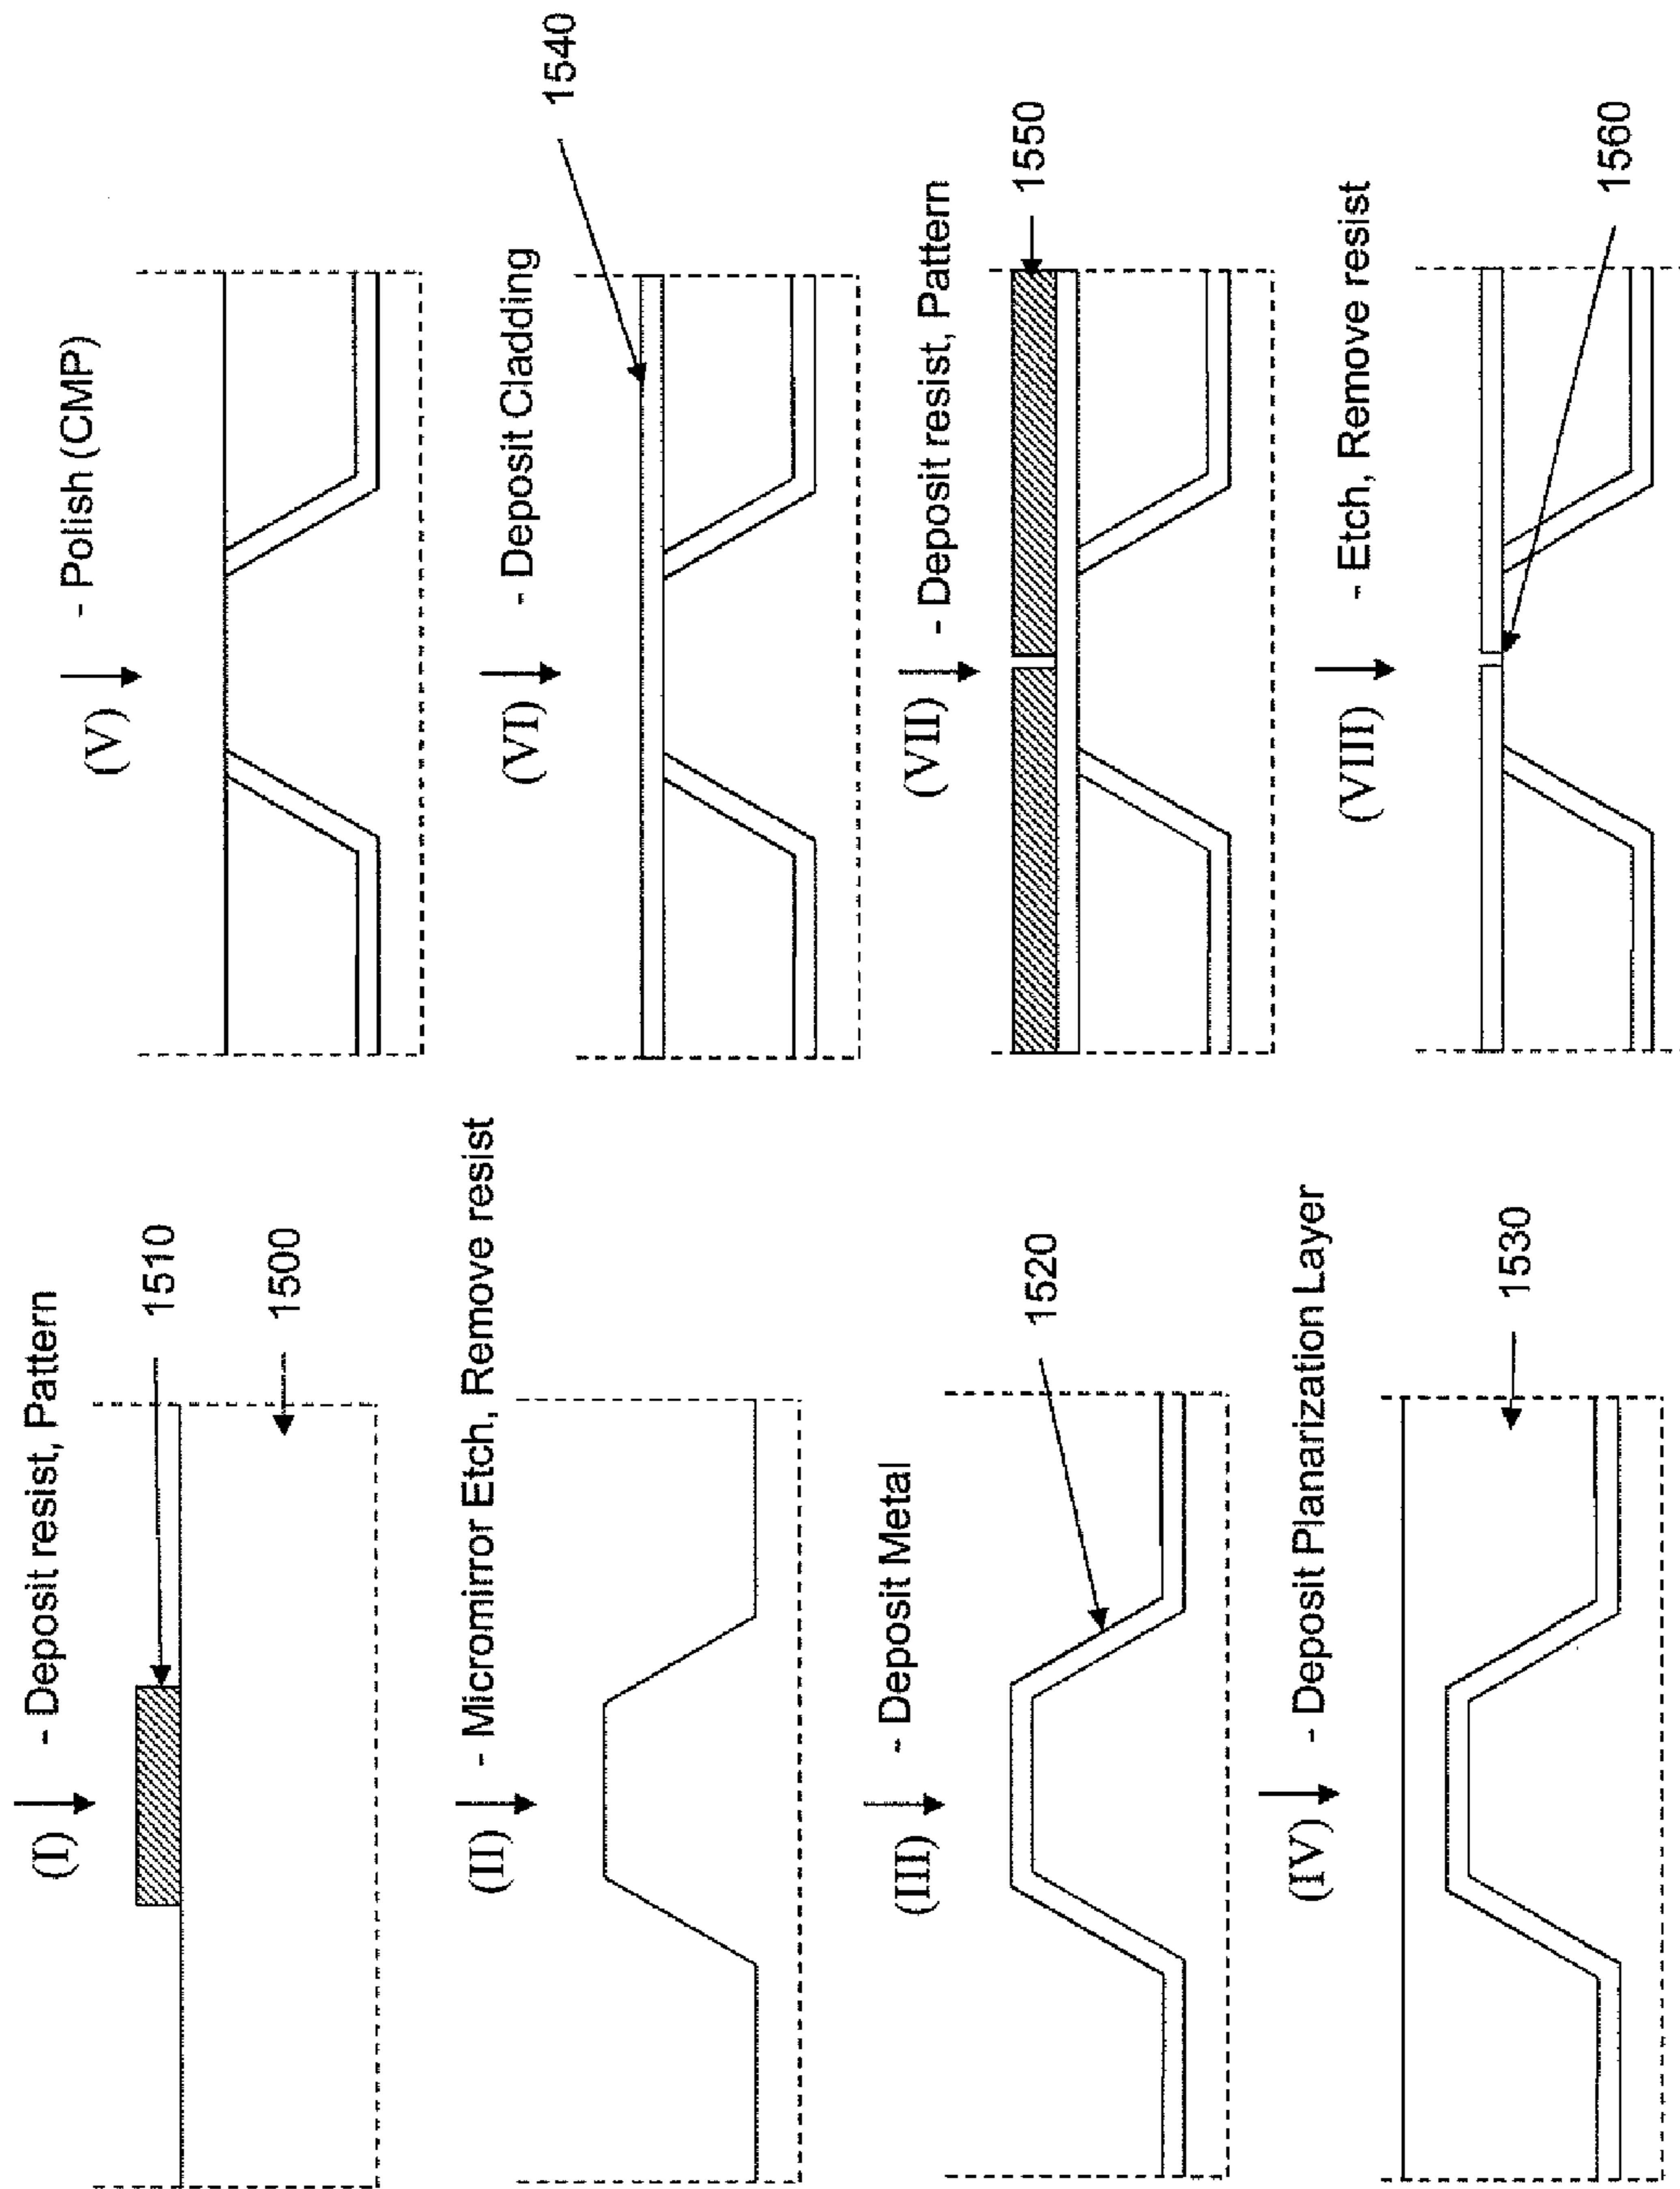 (I) - Deposit resist, Pattern
1510
1500
(II) - Micromirror Etch, Remove resist
(III) - Deposit Metal
1520
(IV) - Deposit Planarization Layer
1530
(V) - Polish (CMP)
(VI) - Deposit Cladding
1540
(VII) - Deposit resist, Pattern
1550
(VIII) - Etch, Remove resist
1560